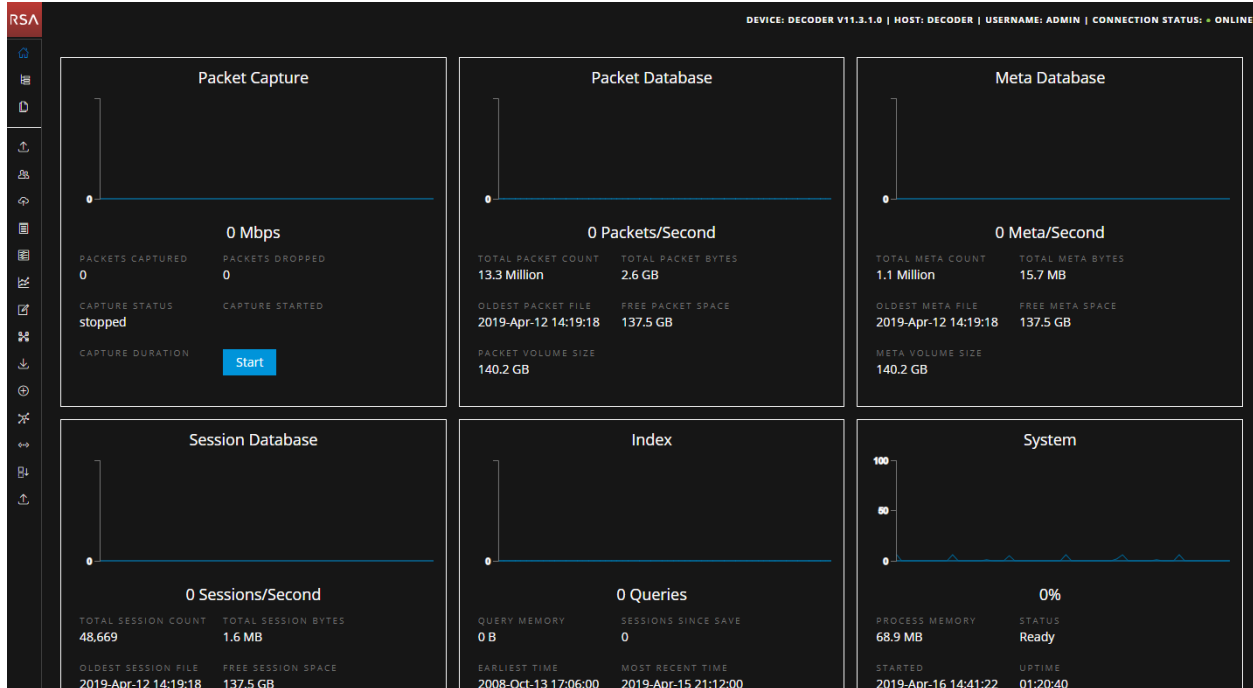 RSA
DEVICE: DECODER V11.3.1.0 | HOST: DECODER | USERNAME: ADMIN | CONNECTION STATUS: • ONLINE
Packet Capture
0
0 Mbps
PACKETS CAPTURED PACKETS DROPPED
0 0
CAPTURE STATUS CAPTURE STARTED
stopped
CAPTURE DURATION
Start
Packet Database
0
0 Packets/Second
TOTAL PACKET COUNT TOTAL PACKET BYTES
13.3 Million 2.6 GB
OLDEST PACKET FILE FREE PACKET SPACE
2019-Apr-12 14:19:18 137.5 GB
PACKET VOLUME SIZE
140.2 GB
Meta Database
0
0 Meta/Second
TOTAL META COUNT TOTAL META BYTES
1.1 Million 15.7 MB
OLDEST META FILE FREE META SPACE
2019-Apr-12 14:19:18 137.5 GB
META VOLUME SIZE
140.2 GB
Session Database
0
0 Sessions/Second
TOTAL SESSION COUNT TOTAL SESSION BYTES
48,669 1.6 MB
OLDEST SESSION FILE FREE SESSION SPACE
2019-Apr-12 14:19:18 137.5 GB
Index
0
0 Queries
QUERY MEMORY SESSIONS SINCE SAVE
0 B 0
EARLIEST TIME MOST RECENT TIME
2008-Oct-13 17:06:00 2019-Apr-15 21:12:00
System
100
50
0
0%
PROCESS MEMORY STATUS
68.9 MB Ready
STARTED UPTIME
2019-Apr-16 14:41:22 01:20:40